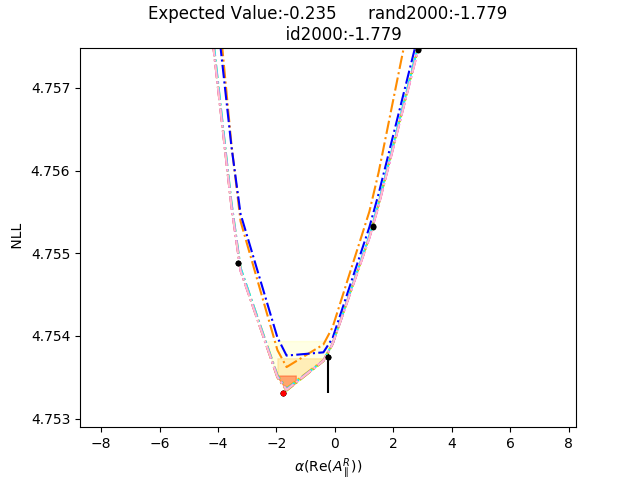 Expected Value:-0.235 rand2000:-1.779
id2000:-1.779
4.757
4.756
4.755
4.754
4.753
NLL
−8 −6 −4 −2 0 2 4 6 8
α(Re(A∥ᴿ))